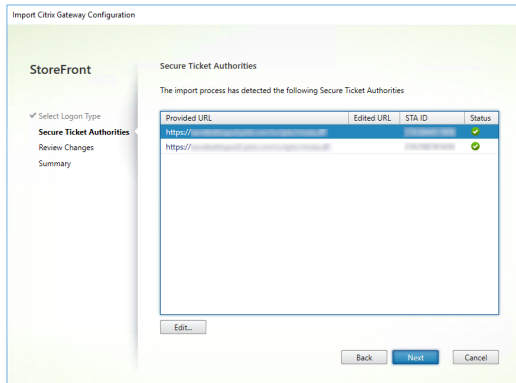 Import Citrix Gateway Configuration
StoreFront
Select Logon Type
Secure Ticket Authorities
Review Changes
Summary
Secure Ticket Authorities
The import process has detected the following Secure Ticket Authorities
Provided URL Edited URL STA ID Status
https://
https://
Edit...
Back Next Cancel